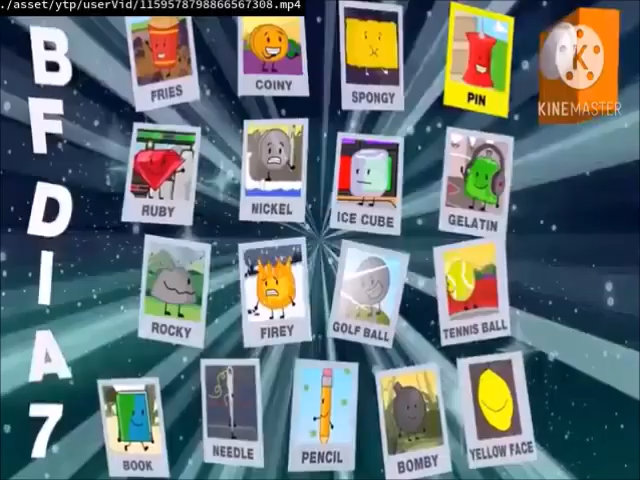 ./asset/ytp/userVid/1159578798866567308.mp4
B
F
D
I
A
7
FRIES
COINY
SPONGY
PIN
KINEMASTER
RUBY
NICKEL
ICE CUBE
GELATIN
ROCKY
FIREY
GOLF BALL
TENNIS BALL
BOOK
NEEDLE
PENCIL
BOMBY
YELLOW FACE